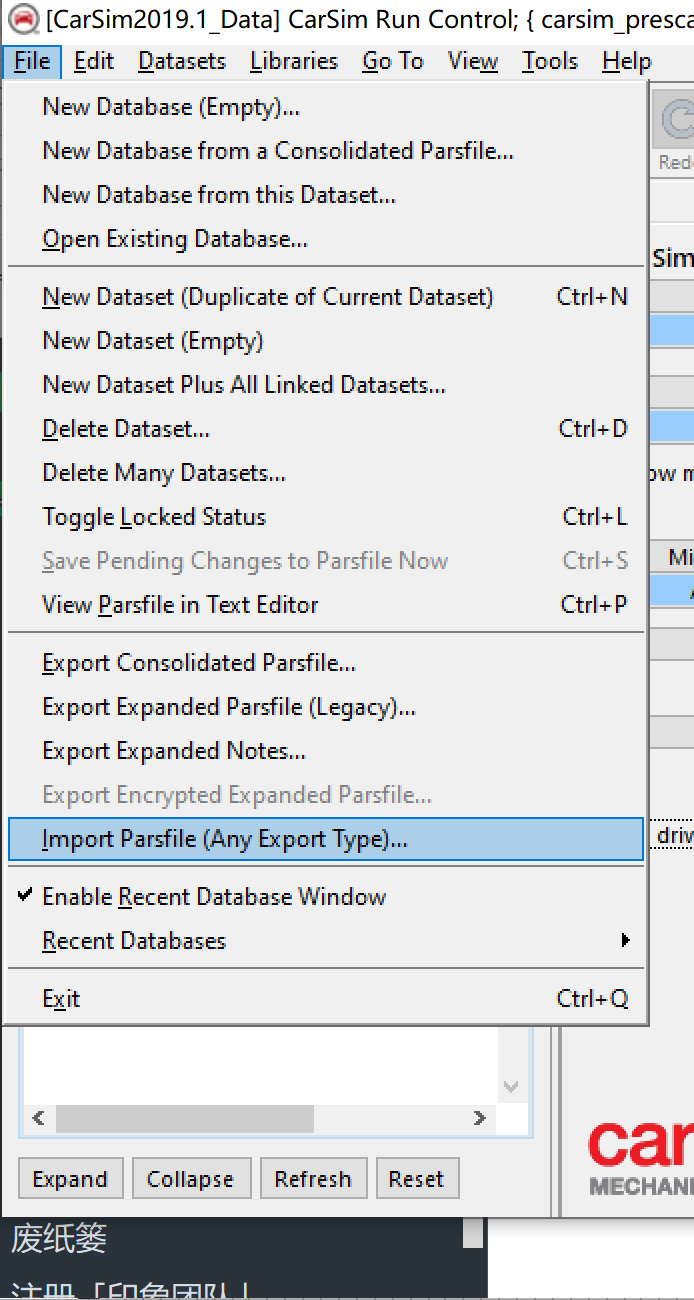 [CarSim2019.1_Data] CarSim Run Control; { carsim_presca
File Edit Datasets Libraries Go To View Tools Help
New Database (Empty)...
New Database from a Consolidated Parsfile...
Red
New Database from this Dataset...
Open Existing Database...
Sim
New Dataset (Duplicate of Current Dataset) Ctrl+N
New Dataset (Empty)
New Dataset Plus All Linked Datasets...
Delete Dataset... Ctrl+D
Delete Many Datasets...
ow m
Toggle Locked Status Ctrl+L
Save Pending Changes to Parsfile Now Ctrl+S
Mi
View Parsfile in Text Editor Ctrl+P
Export Consolidated Parsfile...
Export Expanded Parsfile (Legacy)...
Export Expanded Notes...
Export Encrypted Expanded Parsfile...
Import Parsfile (Any Export Type)...
driv
Enable Recent Database Window
Recent Databases
Exit Ctrl+Q
car
MECHANI
Expand Collapse Refresh Reset
废纸篓
注册「印象团队」